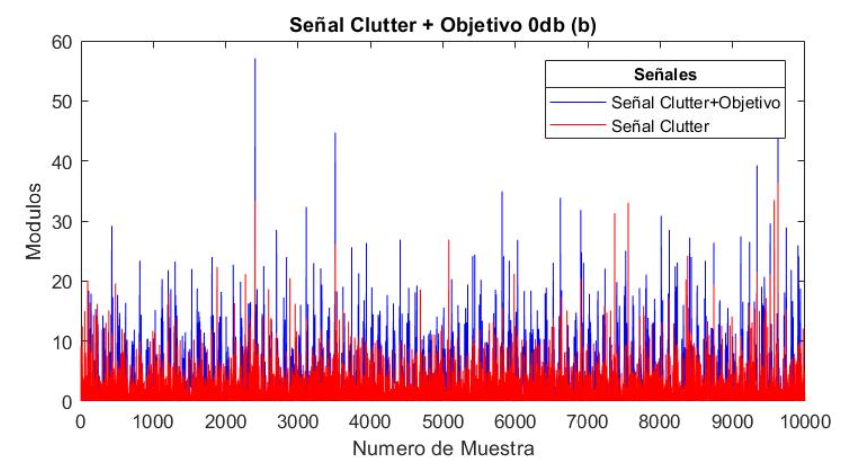 Señal Clutter + Objetivo 0db (b)
60
50
40
30
20
10
0
Modulos
Señales
Señal Clutter+Objetivo
Señal Clutter
0 1000 2000 3000 4000 5000 6000 7000 8000 9000 10000
Numero de Muestra